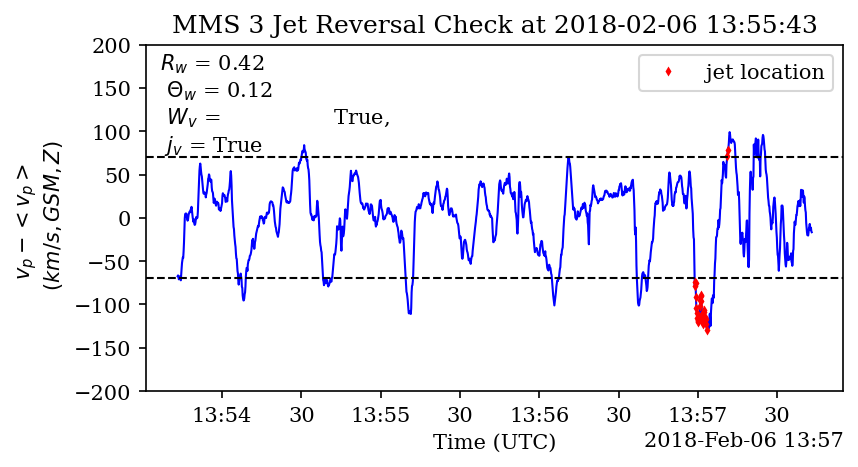 MMS 3 Jet Reversal Check at 2018-02-06 13:55:43
R_w = 0.42
Θ_w = 0.12
W_v = True,
j_v = True
jet location
v_p − < v_p >
(km/s, GSM, Z)
200
150
100
50
0
−50
−100
−150
−200
13:54
30
13:55
30
13:56
30
13:57
30
Time (UTC)
2018-Feb-06 13:57